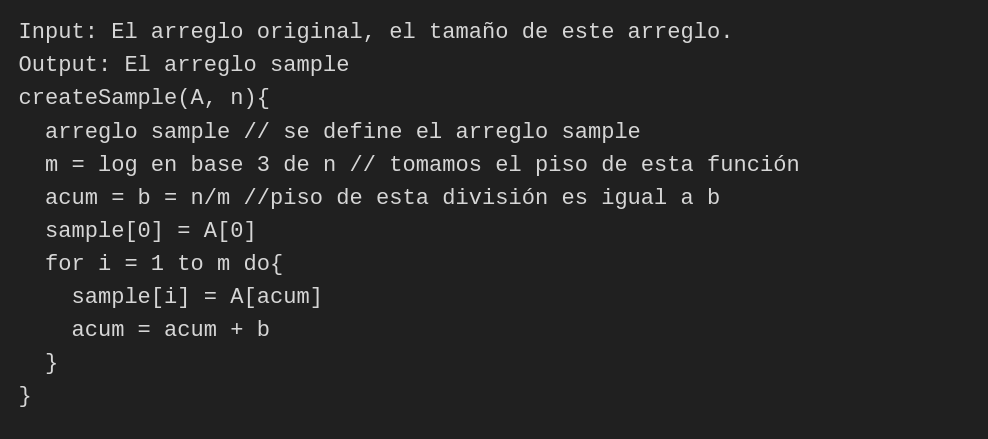 Input: El arreglo original, el tamaño de este arreglo.
Output: El arreglo sample
createSample(A, n){
  arreglo sample // se define el arreglo sample
  m = log en base 3 de n // tomamos el piso de esta función
  acum = b = n/m //piso de esta división es igual a b
  sample[0] = A[0]
  for i = 1 to m do{
    sample[i] = A[acum]
    acum = acum + b
  }
}